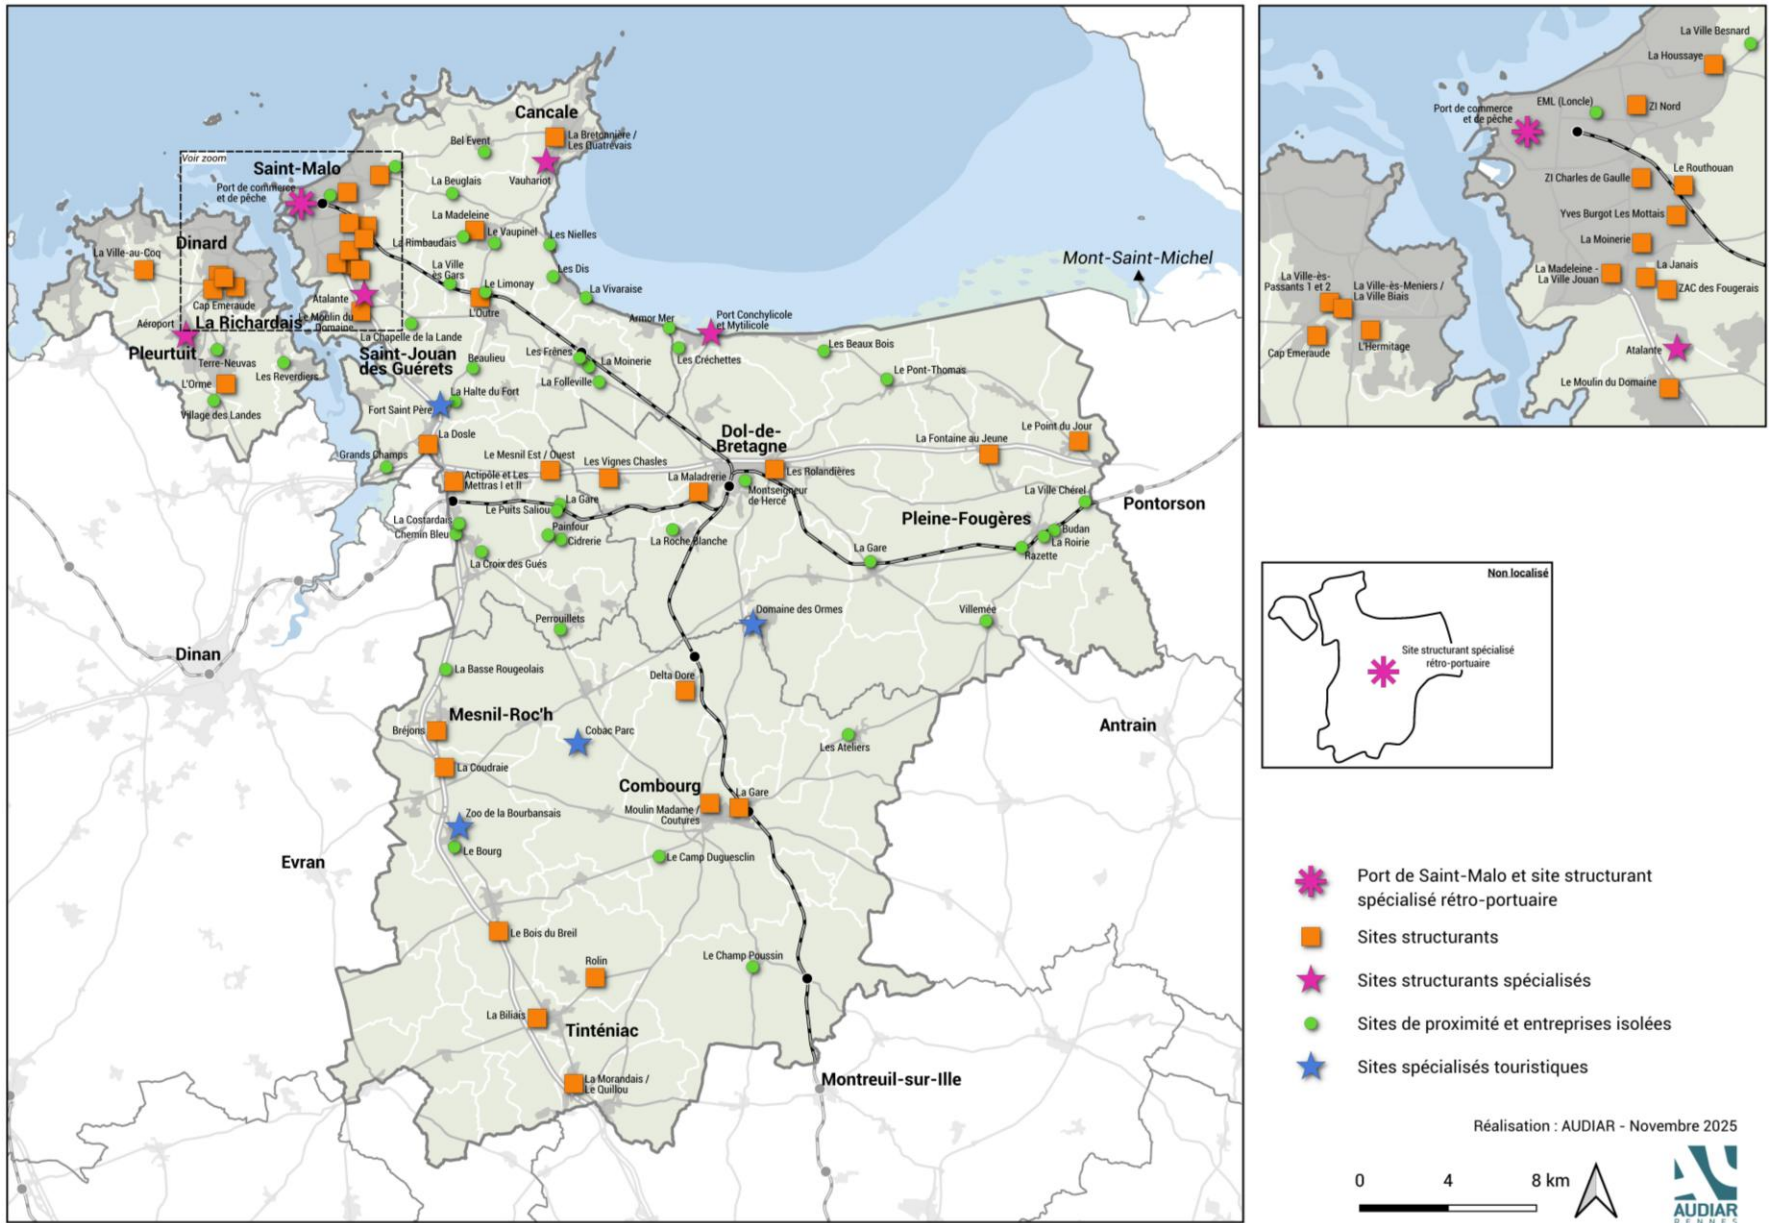 Voir zoom
Cancale
La Bretonnière /
Les Quatrevais
Bel Event
Vauhariot
Saint-Malo
Port de commerce
et de pêche
La Beuglais
La Madeleine
Le Vaupinel
La Rimbaudais
Les Nielles
Dinard
La Ville-au-Coq
La Ville
ès Gars
Les Dis
Le Limonay
La Vivaraise
Mont-Saint-Michel
Cap Emeraude
Atalante
L'Outre
Aéroport
La Richardais
Le Moulin du
Domaine
La Chapelle de la Lande
Armor Mer
Port Conchylicole
et Mytilicole
Pleurtuit
Terre-Neuvas
Les Reverdiers
Saint-Jouan
des Guérets
Beaulieu
Les Frênes
La Moinerie
Les Créchettes
Les Beaux Bois
L'Orme
Village des Landes
La Folleville
Le Pont-Thomas
La Halte du Fort
Fort Saint Père
La Dosle
Dol-de-
Bretagne
La Fontaine au Jeune
Le Point du Jour
Grands Champs
Le Mesnil Est / Ouest
Les Vignes Chasles
Les Rolandières
Actipôle et Les
Mettras I et II
La Maladrerie
Montseigneur
de Hercé
La Ville Chérel
Pontorson
La Gare
Le Puits Saliou
La Costardais
Chemin Bleu
Painfour
Cidrerie
La Roche Blanche
Pleine-Fougères
Budan
La Roirie
Razette
La Gare
La Croix des Gués
Perrouillets
Domaine des Ormes
Villemée
Dinan
La Basse Rougeolais
Delta Dore
Mesnil-Roc'h
Bréjons
Cobac Parc
Antrain
Les Ateliers
La Coudraie
Combourg
La Gare
Moulin Madame /
Coutures
Zoo de la Bourbansais
Le Bourg
Evran
Le Camp Duguesclin
Le Bois du Breil
Rolin
Le Champ Poussin
La Biliais
Tinténiac
La Morandais /
Le Quillou
Montreuil-sur-Ille
La Ville Besnard
La Houssaye
EML (Loncle)
Port de commerce
et de pêche
ZI Nord
Le Routhouan
ZI Charles de Gaulle
Yves Burgot Les Mottais
La Moinerie
La Madeleine -
La Ville Jouan
La Janais
ZAC des Fougerais
La Ville-ès-
Passants 1 et 2
La Ville-ès-Meniers /
La Ville Biais
Cap Emeraude
L'Hermitage
Atalante
Le Moulin du Domaine
Non localisé
Site structurant spécialisé
rétro-portuaire
Port de Saint-Malo et site structurant
spécialisé rétro-portuaire
Sites structurants
Sites structurants spécialisés
Sites de proximité et entreprises isolées
Sites spécialisés touristiques
Réalisation : AUDIAR - Novembre 2025
0 4 8 km
AUDIAR
RENNES